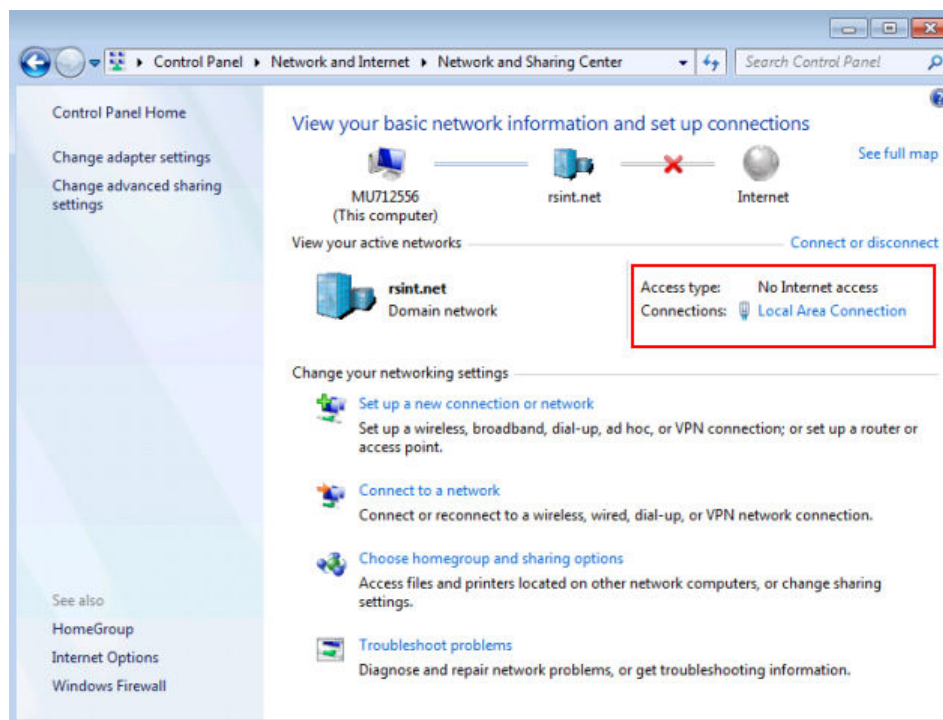 Control Panel Network and Internet Network and Sharing Center Search Control Panel
Control Panel Home
Change adapter settings
Change advanced sharing
settings
View your basic network information and set up connections
See full map
MU712556
(This computer)
rsint.net
Internet
View your active networks
Connect or disconnect
rsint.net
Domain network
Access type: No Internet access
Connections: Local Area Connection
Change your networking settings
Set up a new connection or network
Set up a wireless, broadband, dial-up, ad hoc, or VPN connection; or set up a router or
access point.
Connect to a network
Connect or reconnect to a wireless, wired, dial-up, or VPN network connection.
Choose homegroup and sharing options
Access files and printers located on other network computers, or change sharing
settings.
Troubleshoot problems
Diagnose and repair network problems, or get troubleshooting information.
See also
HomeGroup
Internet Options
Windows Firewall